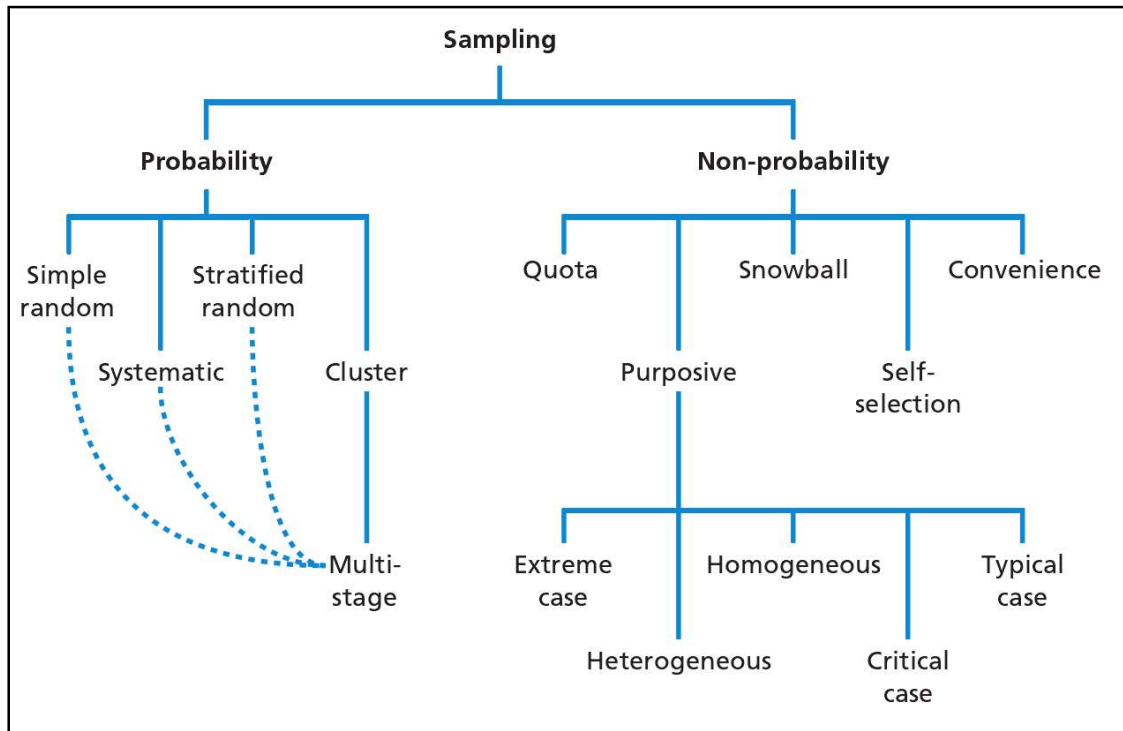 Sampling
Probability
Non-probability
Simple
random
Stratified
random
Systematic
Cluster
Multi-
stage
Quota
Snowball
Convenience
Purposive
Self-
selection
Extreme
case
Homogeneous
Typical
case
Heterogeneous
Critical
case